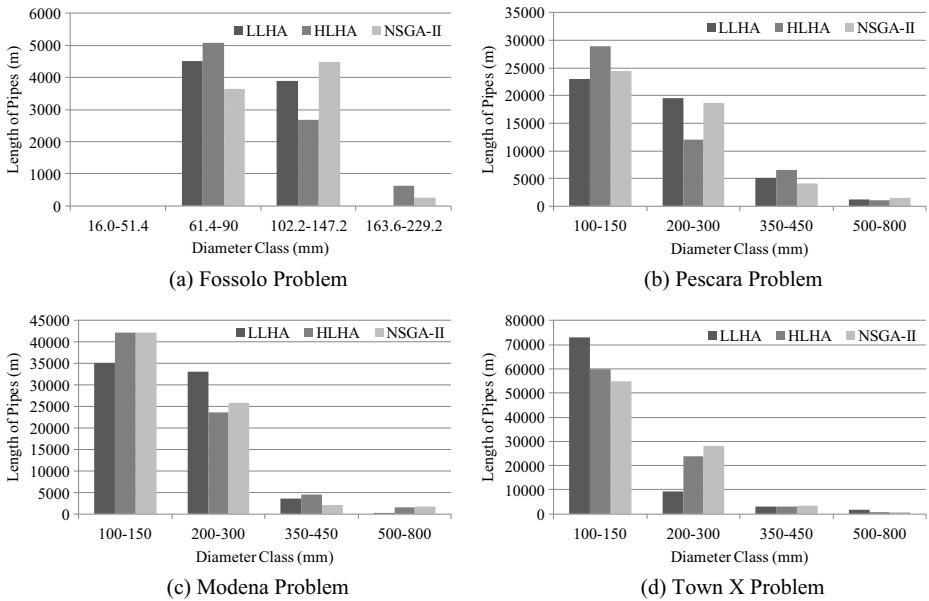 LLHA HLHA NSGA-II
Length of Pipes (m)
6000
5000
4000
3000
2000
1000
0
16.0-51.4 61.4-90 102.2-147.2 163.6-229.2
Diameter Class (mm)
(a) Fossolo Problem
LLHA HLHA NSGA-II
Length of Pipes (m)
35000
30000
25000
20000
15000
10000
5000
0
100-150 200-300 350-450 500-800
Diameter Class (mm)
(b) Pescara Problem
LLHA HLHA NSGA-II
Length of Pipes (m)
45000
40000
35000
30000
25000
20000
15000
10000
5000
0
100-150 200-300 350-450 500-800
Diameter Class (mm)
(c) Modena Problem
LLHA HLHA NSGA-II
Length of Pipes (m)
80000
70000
60000
50000
40000
30000
20000
10000
0
100-150 200-300 350-450 500-800
Diameter Class (mm)
(d) Town X Problem